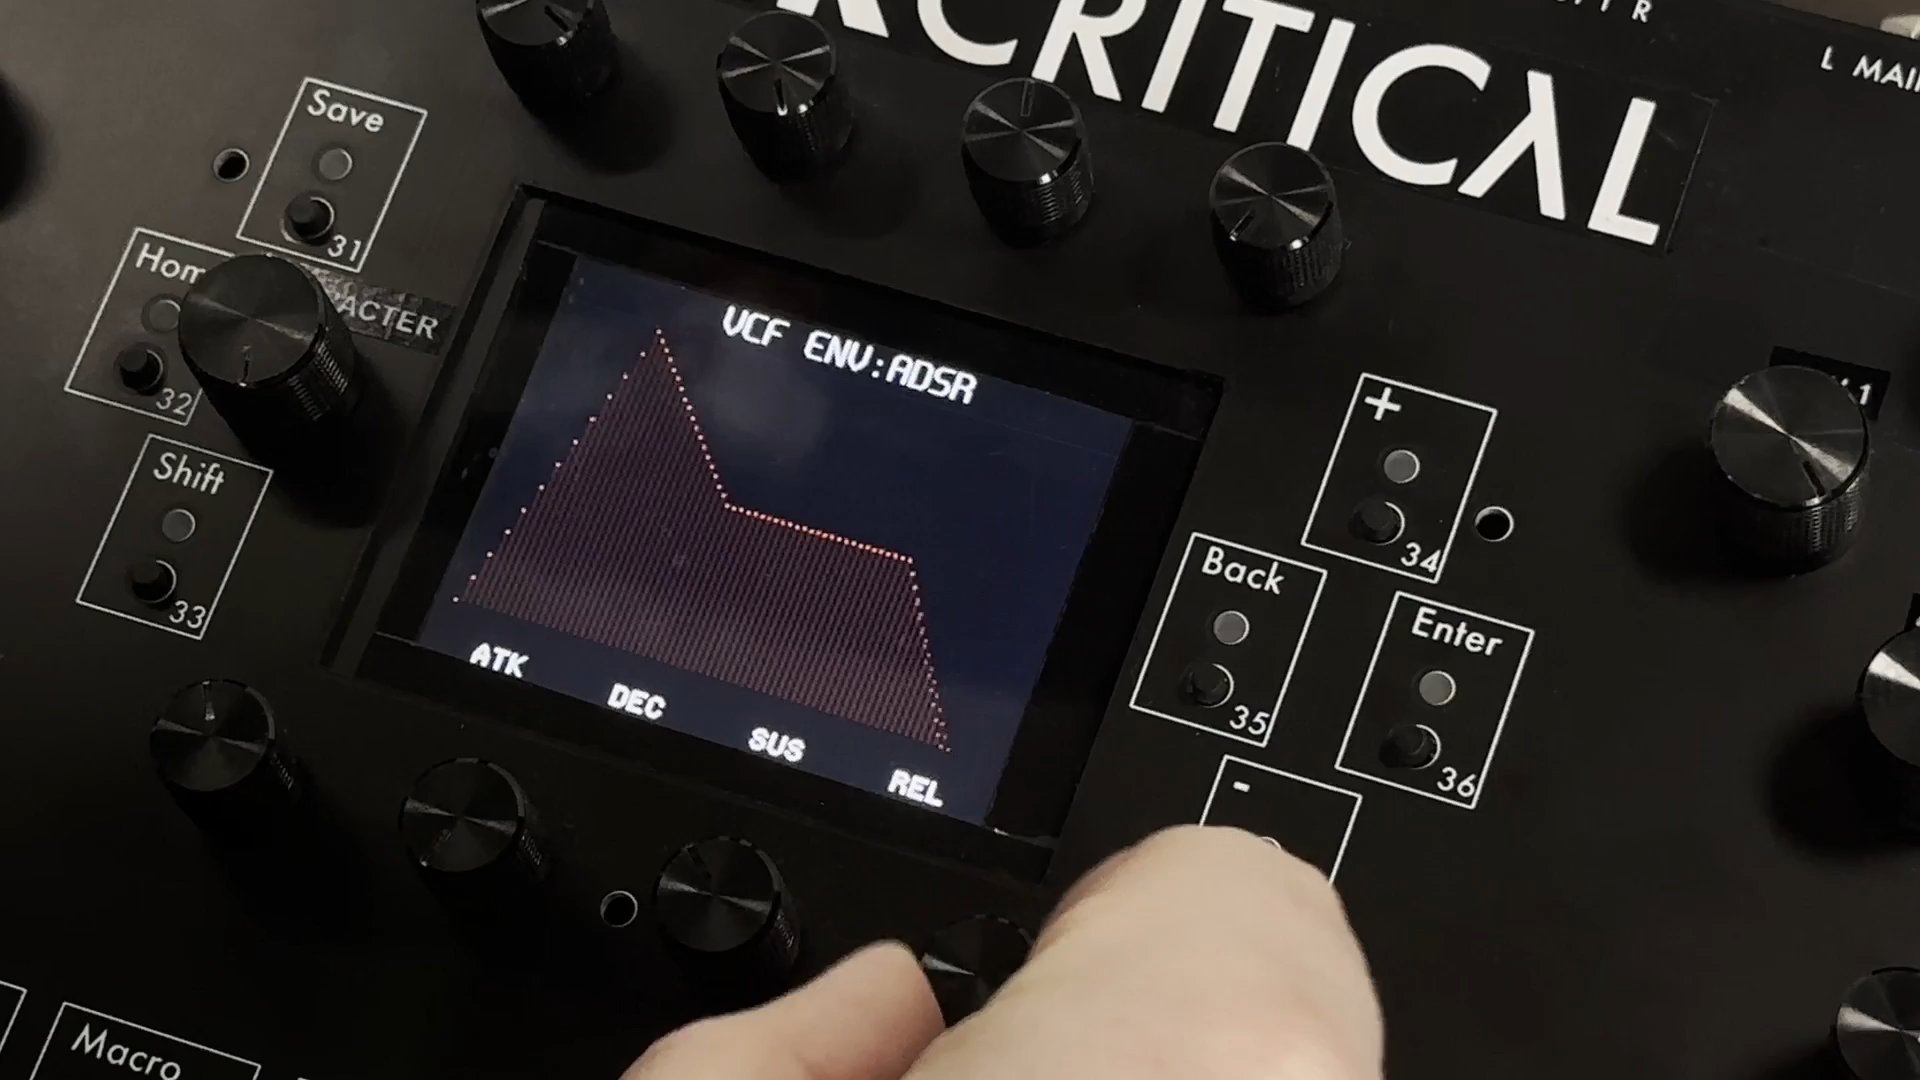 CRITICAL
L MAIN
Save
31
Hom
ACTER
32
Shift
33
VCF ENV:ADSR
ATK
DEC
SUS
REL
+
34
Back
35
Enter
36
-
1
Macro